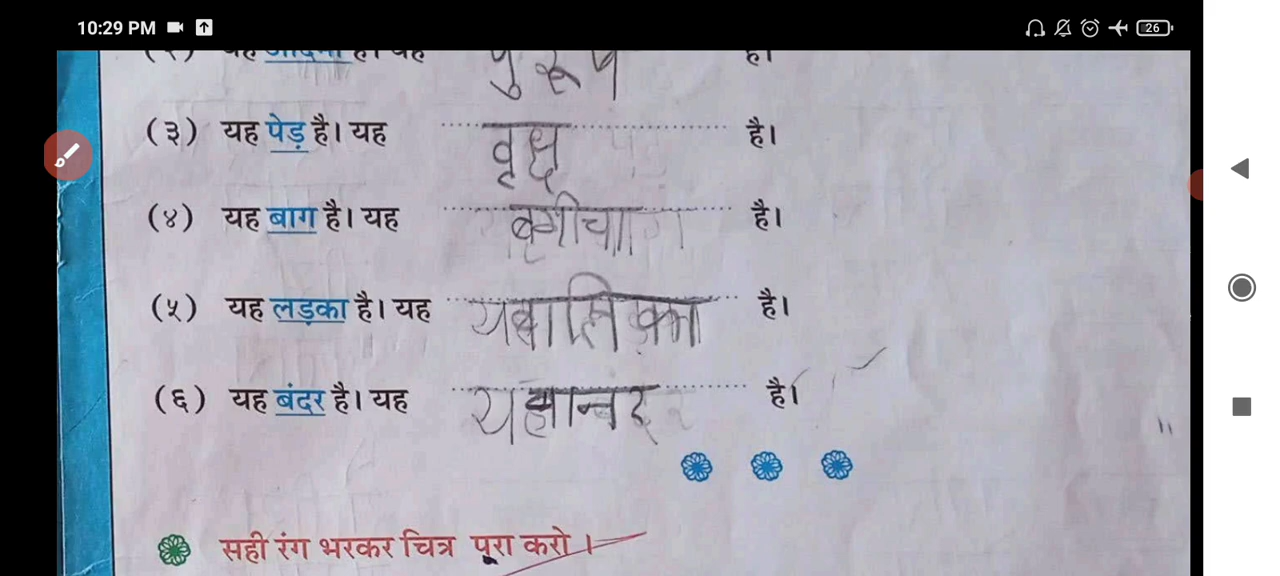 10:29 PM 26
पुरूष है।
(३) यह पेड़ है। यह वृक्ष है।
(४) यह बाग है। यह बगीचा है।
(५) यह लड़का है। यह बालिका है।
(६) यह बंदर है। यह वानर है।
सही रंग भरकर चित्र पूरा करो।